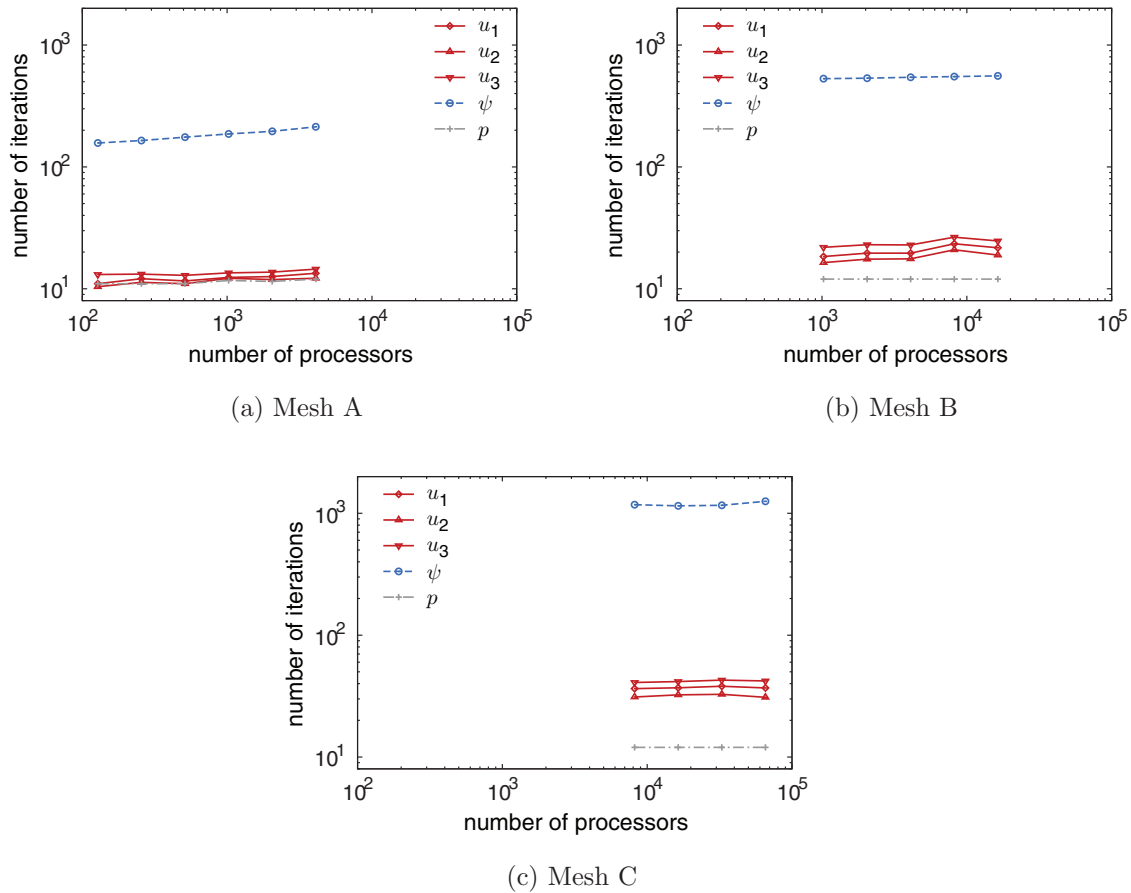 10^3
10^2
10^1
number of iterations
10^2
10^3
10^4
10^5
number of processors
u_1
u_2
u_3
ψ
p
(a) Mesh A
10^3
10^2
10^1
number of iterations
10^2
10^3
10^4
10^5
number of processors
u_1
u_2
u_3
ψ
p
(b) Mesh B
10^3
10^2
10^1
number of iterations
10^2
10^3
10^4
10^5
number of processors
u_1
u_2
u_3
ψ
p
(c) Mesh C